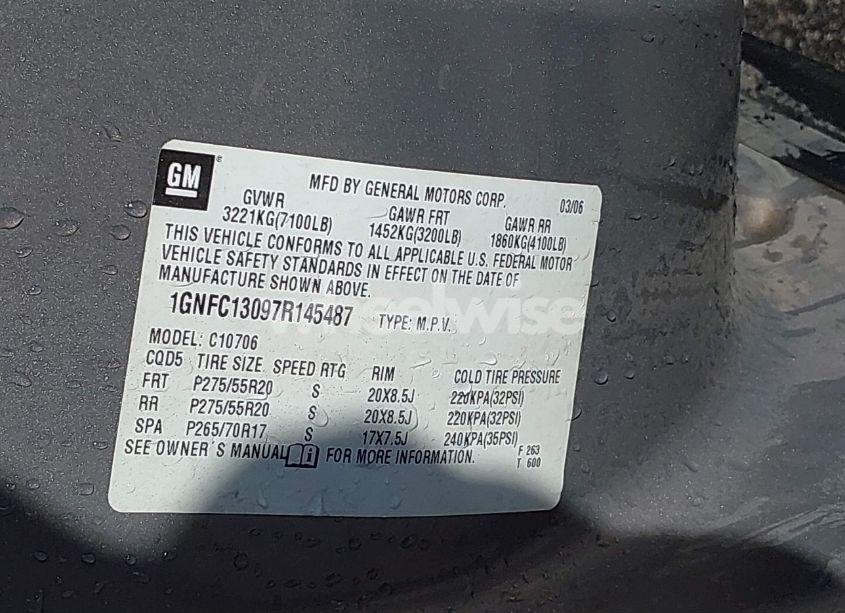 GM ®
MFD BY GENERAL MOTORS CORP. 03/06
GVWR GAWR FRT GAWR RR
3221KG(7100LB) 1452KG(3200LB) 1860KG(4100LB)
THIS VEHICLE CONFORMS TO ALL APPLICABLE U.S. FEDERAL MOTOR
VEHICLE SAFETY STANDARDS IN EFFECT ON THE DATE OF
MANUFACTURE SHOWN ABOVE.
1GNFC13097R145487 TYPE: M.P.V.
MODEL: C10706
CQD5 TIRE SIZE SPEED RTG RIM COLD TIRE PRESSURE
FRT P275/55R20 S 20X8.5J 220KPA(32PSI)
RR P275/55R20 S 20X8.5J 220KPA(32PSI)
SPA P265/70R17 S 17X7.5J 240KPA(35PSI)
SEE OWNER'S MANUAL i FOR MORE INFORMATION. F 263
T 600